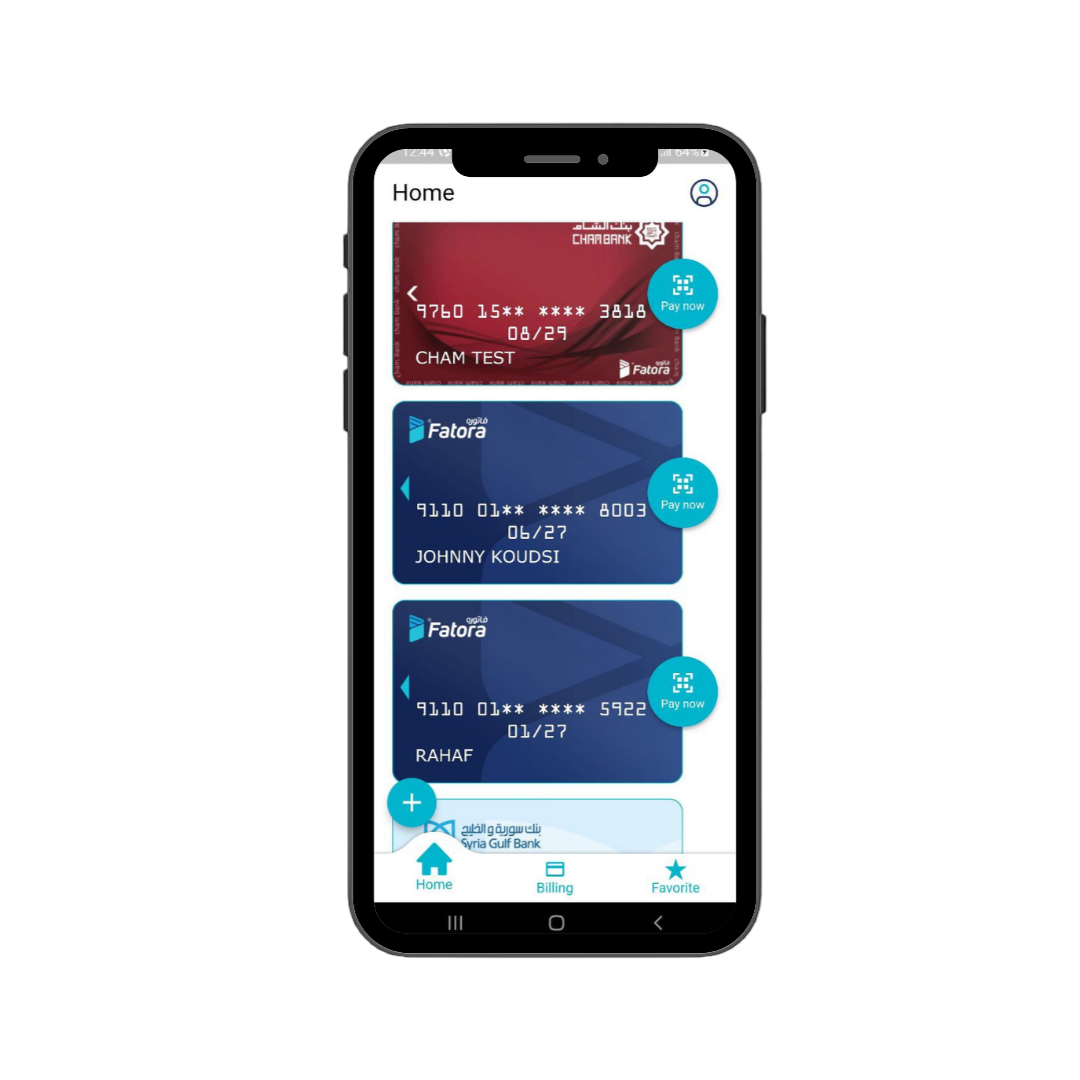 12:44
64%
Home
بنك الشام
CHAM BANK
9760 15** **** 3818
Pay now
08/29
CHAM TEST
فاتورة
Fatora
فاتورة
Fatora
9110 01** **** 8003
Pay now
06/27
JOHNNY KOUDSI
فاتورة
Fatora
9110 01** **** 5922
Pay now
01/27
RAHAF
+
بنك سورية و الخليج
Syria Gulf Bank
Home
Billing
Favorite